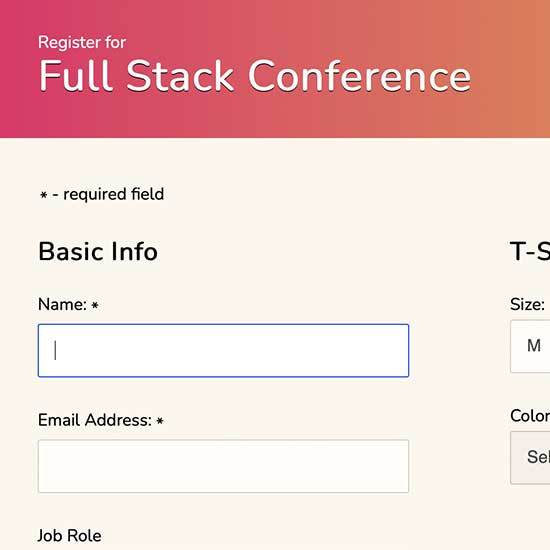 Register for
Full Stack Conference
* - required field
Basic Info
Name: *
Email Address: *
Job Role
T-S
Size:
M
Color
Sel